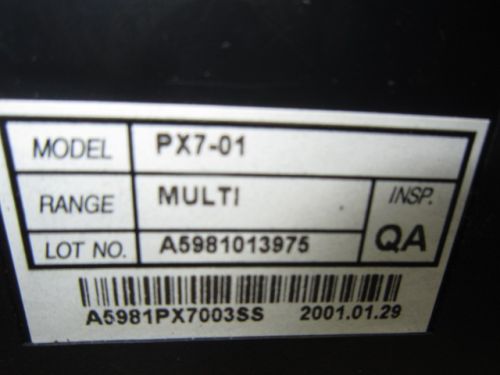 MODEL PX7-01
RANGE MULTI INSP.
LOT NO. A5981013975 QA
A5981PX7003SS 2001.01.29